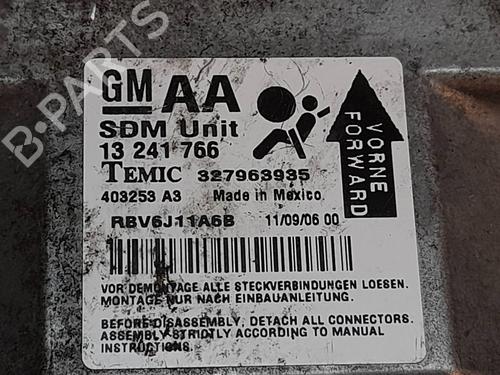 B-PARTS
GM AA
SDM Unit
13 241 766
TEMIC 327963935
403253 A3 Made in Mexico
RBV6J11A6B 11/09/06 00
VORNE
FORWARD
VOR DEMONTAGE ALLE STECKVERBINDUNGEN LOESEN.
MONTAGE NUR NACH EINBAUANLEITUNG.
BEFORE DISASSEMBLY, DETACH ALL CONNECTORS.
ASSEMBLY STRICTLY ACCORDING TO MANUAL
INSTRUCTIONS.